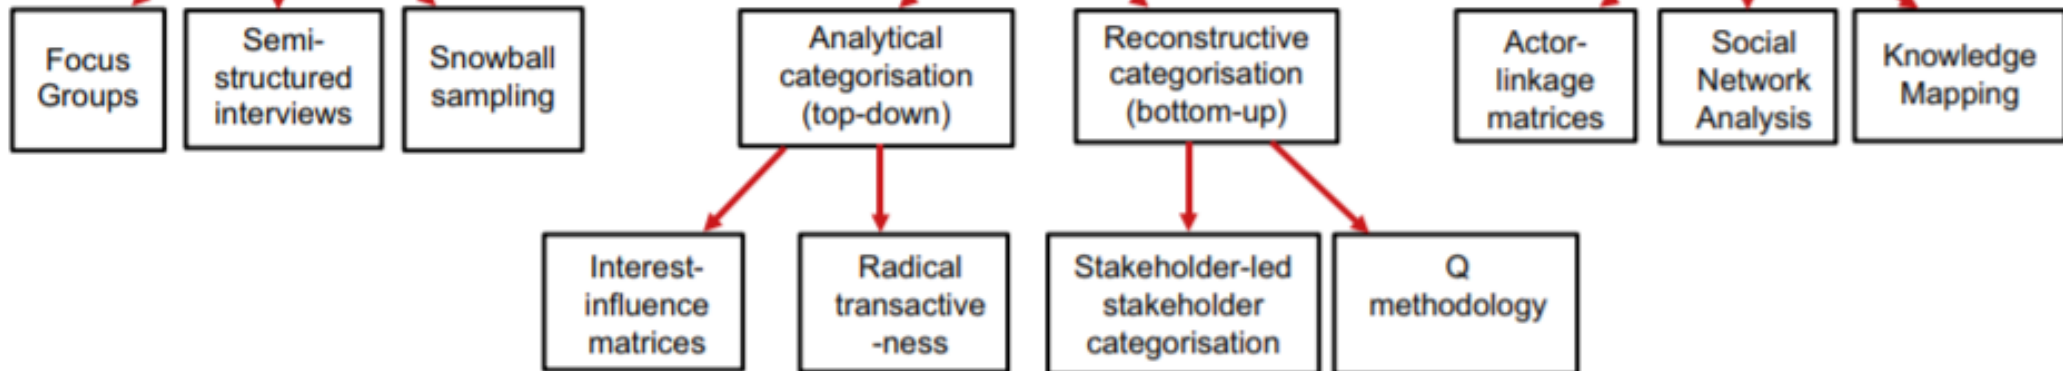 Focus
Groups
Semi-
structured
interviews
Snowball
sampling
Analytical
categorisation
(top-down)
Reconstructive
categorisation
(bottom-up)
Actor-
linkage
matrices
Social
Network
Analysis
Knowledge
Mapping
Interest-
influence
matrices
Radical
transactive
-ness
Stakeholder-led
stakeholder
categorisation
Q
methodology